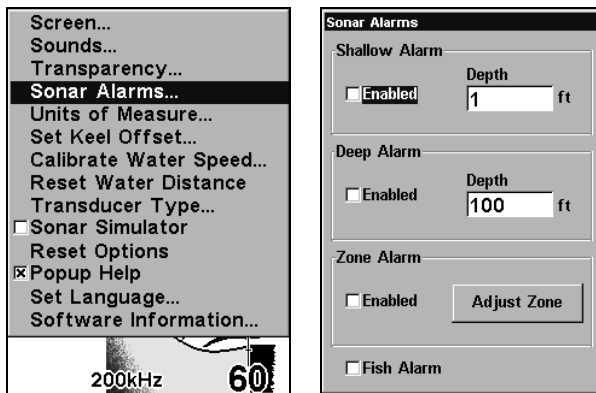 Screen...
Sounds...
Transparency...
Sonar Alarms...
Units of Measure...
Set Keel Offset...
Calibrate Water Speed...
Reset Water Distance
Transducer Type...
Sonar Simulator
Reset Options
Popup Help
Set Language...
Software Information...
200kHz 60
Sonar Alarms
Shallow Alarm
Depth
Enabled 1 ft
Deep Alarm
Depth
Enabled 100 ft
Zone Alarm
Enabled Adjust Zone
Fish Alarm